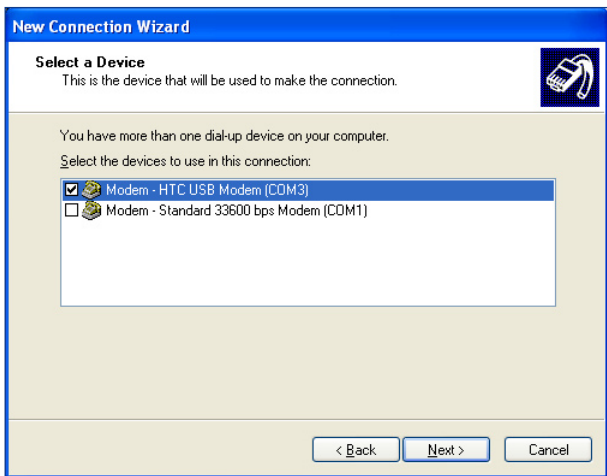 New Connection Wizard
Select a Device
This is the device that will be used to make the connection.
You have more than one dial-up device on your computer.
Select the devices to use in this connection:
Modem - HTC USB Modem (COM3)
Modem - Standard 33600 bps Modem (COM1)
< Back Next > Cancel